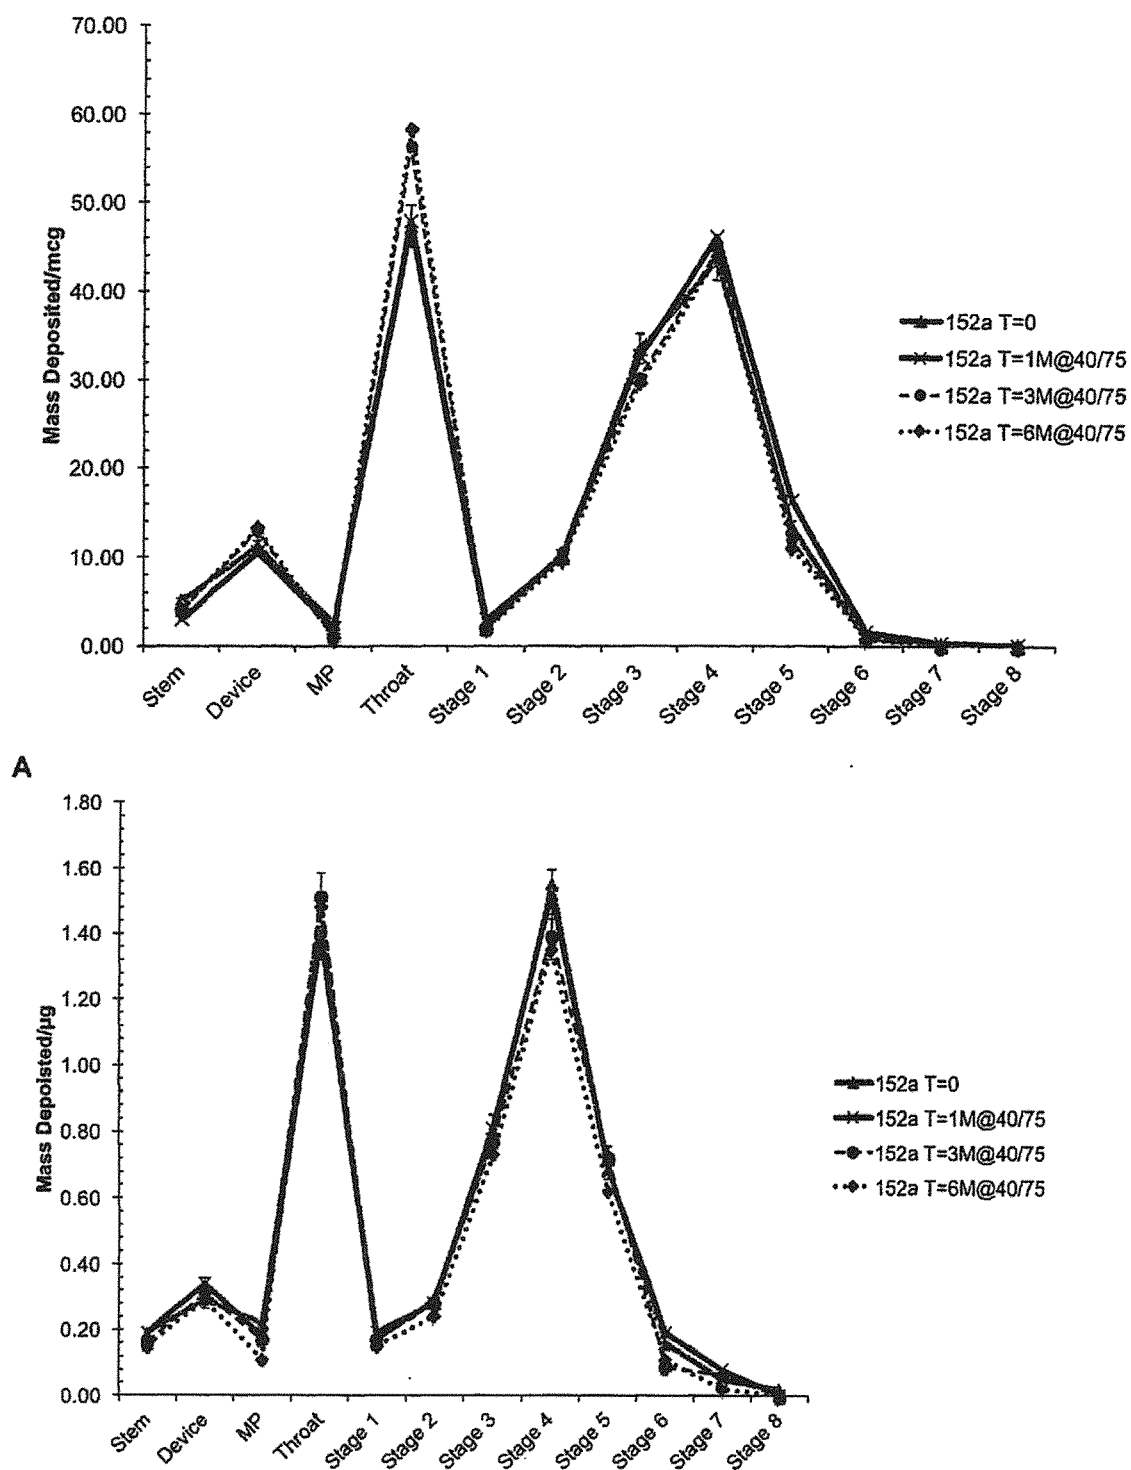 70.00
60.00
50.00
40.00
30.00
20.00
10.00
0.00
Mass Deposited/mcg
Stem
Device
MP
Throat
Stage 1
Stage 2
Stage 3
Stage 4
Stage 5
Stage 6
Stage 7
Stage 8
152a T=0
152a T=1M@40/75
152a T=3M@40/75
152a T=6M@40/75
A
1.80
1.60
1.40
1.20
1.00
0.80
0.60
0.40
0.20
0.00
Mass Depoisted/µg
Stem
Device
MP
Throat
Stage 1
Stage 2
Stage 3
Stage 4
Stage 5
Stage 6
Stage 7
Stage 8
152a T=0
152a T=1M@40/75
152a T=3M@40/75
152a T=6M@40/75